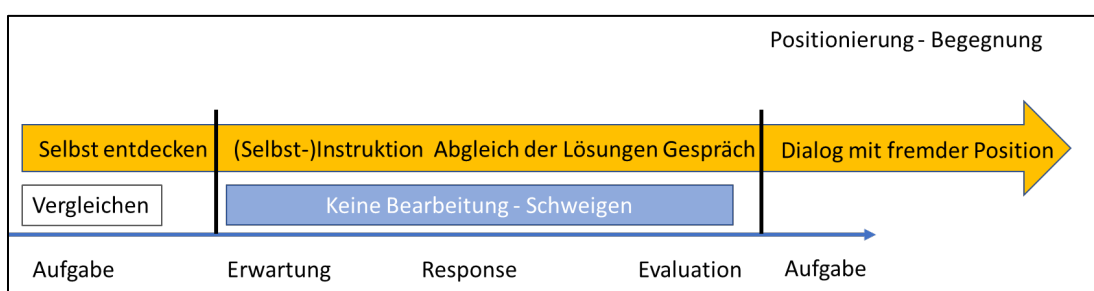 Positionierung - Begegnung
Selbst entdecken (Selbst-)Instruktion Abgleich der Lösungen Gespräch Dialog mit fremder Position
Vergleichen Keine Bearbeitung - Schweigen
Aufgabe Erwartung Response Evaluation Aufgabe